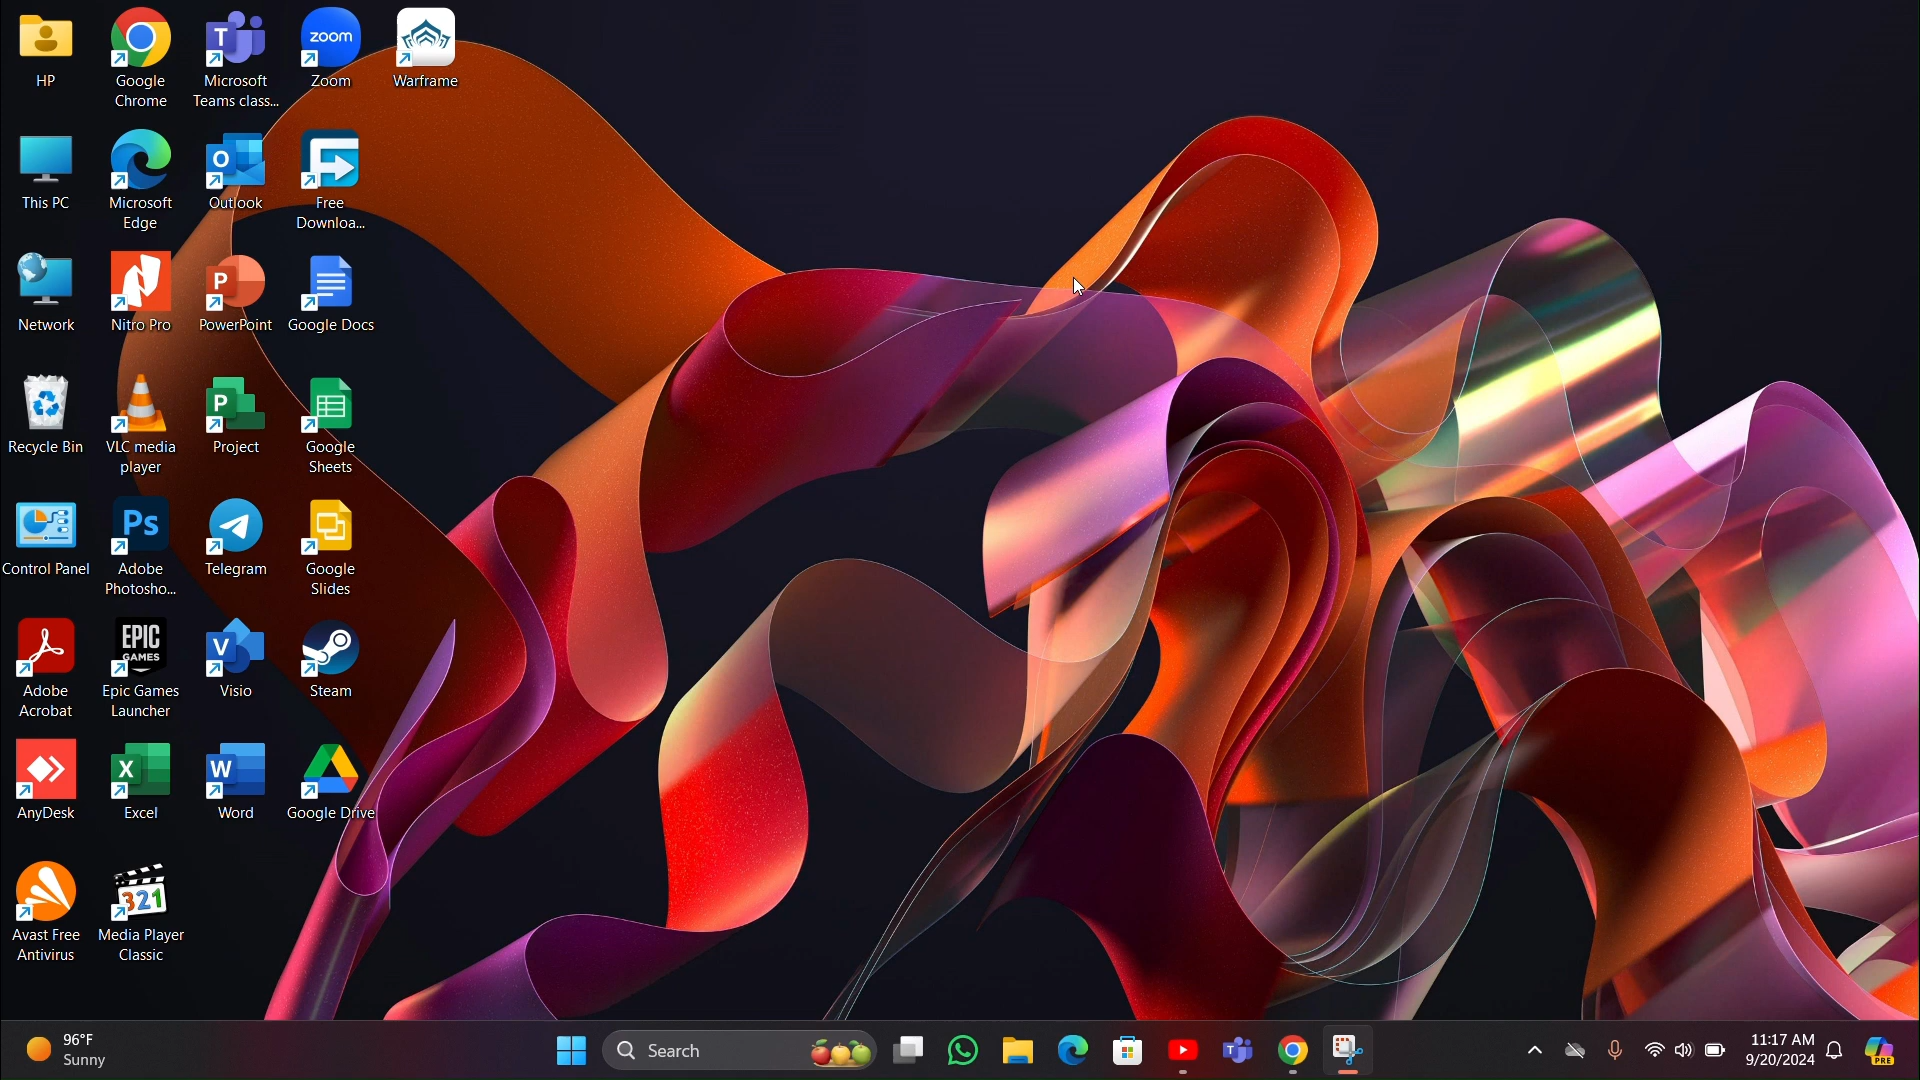 HP
Google
Chrome
T
Microsoft
Teams class...
zoom
Zoom
Warframe
This PC
Microsoft
Edge
O
Outlook
Free
Downloa...
Network
Nitro Pro
P
PowerPoint
Google Docs
Recycle Bin
VLC media
player
P
Project
Google
Sheets
Control Panel
Ps
Adobe
Photosho...
Telegram
Google
Slides
Adobe
Acrobat
EPIC
GAMES
Epic Games
Launcher
V
Visio
Steam
AnyDesk
X
Excel
W
Word
Google Drive
Avast Free
Antivirus
321
Media Player
Classic
96°F
Sunny
Search
T
11:17 AM
9/20/2024
PRE